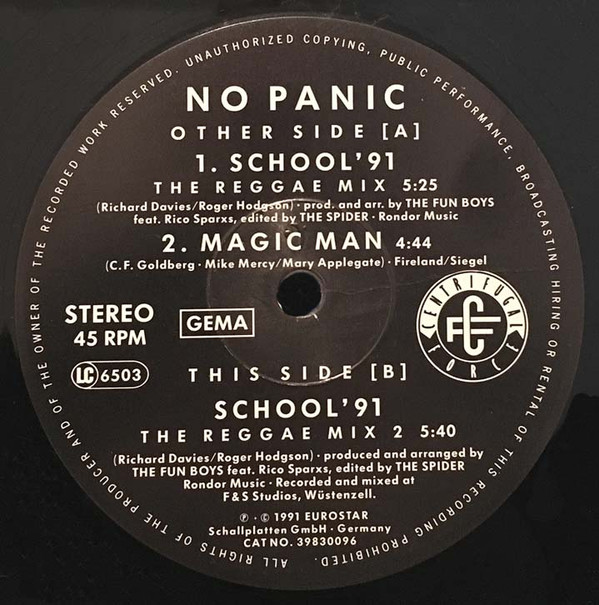 NO PANIC
OTHER SIDE [A]
1. SCHOOL'91
THE REGGAE MIX 5:25
(Richard Davies/Roger Hodgson) · prod. and arr. by THE FUN BOYS
feat. Rico Sparxs, edited by THE SPIDER · Rondor Music
2. MAGIC MAN 4:44
(C.F. Goldberg · Mike Mercy/Mary Applegate) · Fireland/Siegel
STEREO
45 RPM
GEMA
LC 6503
CENTRIFUGAL
CF
FORCE
THIS SIDE [B]
SCHOOL'91
THE REGGAE MIX 2 5:40
(Richard Davies/Roger Hodgson) · produced and arranged by
THE FUN BOYS feat. Rico Sparxs, edited by THE SPIDER
Rondor Music · Recorded and mixed at
F&S Studios, Wüstenzell.
℗ · © 1991 EUROSTAR
Schallplatten GmbH · Germany
CAT NO. 39830096
ALL RIGHTS OF THE PRODUCER AND OF THE OWNER OF THE RECORDED WORK RESERVED. UNAUTHORIZED COPYING, PUBLIC PERFORMANCE, BROADCASTING HIRING OR RENTAL OF THIS RECORDING PROHIBITED.